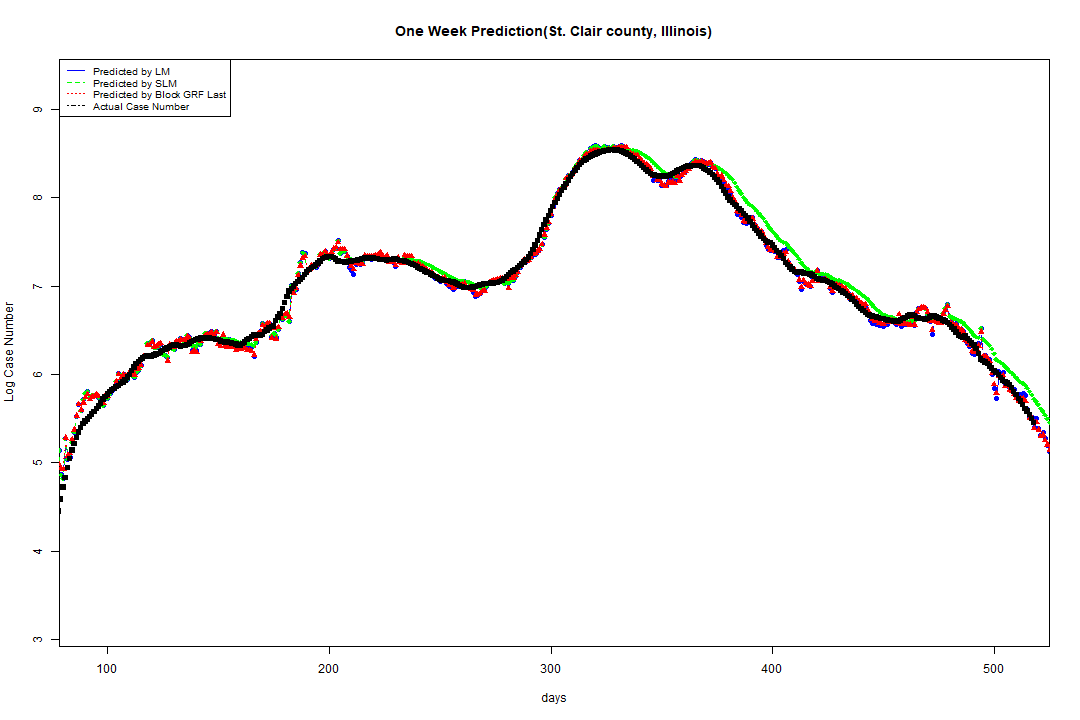 One Week Prediction(St. Clair county, Illinois)
Predicted by LM
Predicted by SLM
Predicted by Block GRF Last
Actual Case Number
9
8
7
6
5
4
3
Log Case Number
100 200 300 400 500
days